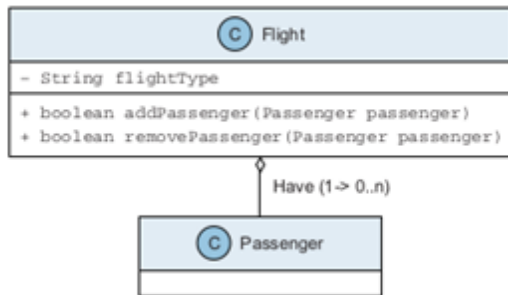 C Flight
- String flightType
+ boolean addPassenger(Passenger passenger)
+ boolean removePassenger(Passenger passenger)
Have (1-> 0..n)
C Passenger